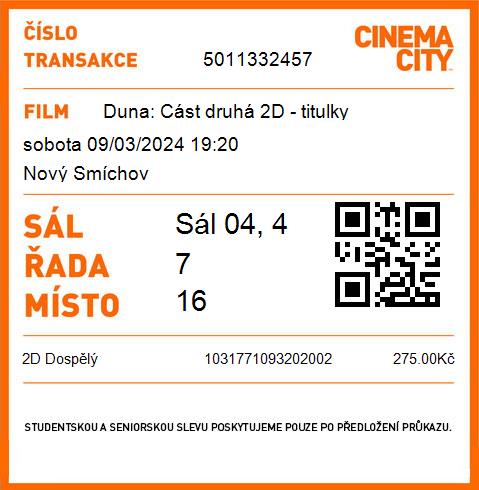 ČÍSLO
TRANSAKCE 5011332457
CINEMA
CITY
FILM Duna: Cást druhá 2D - titulky
sobota 09/03/2024 19:20
Nový Smíchov
SÁL Sál 04, 4
ŘADA 7
MÍSTO 16
2D Dospělý 1031771093202002 275.00Kč
STUDENTSKOU A SENIORSKOU SLEVU POSKYTUJEME POUZE PO PŘEDLOŽENÍ PRŮKAZU.